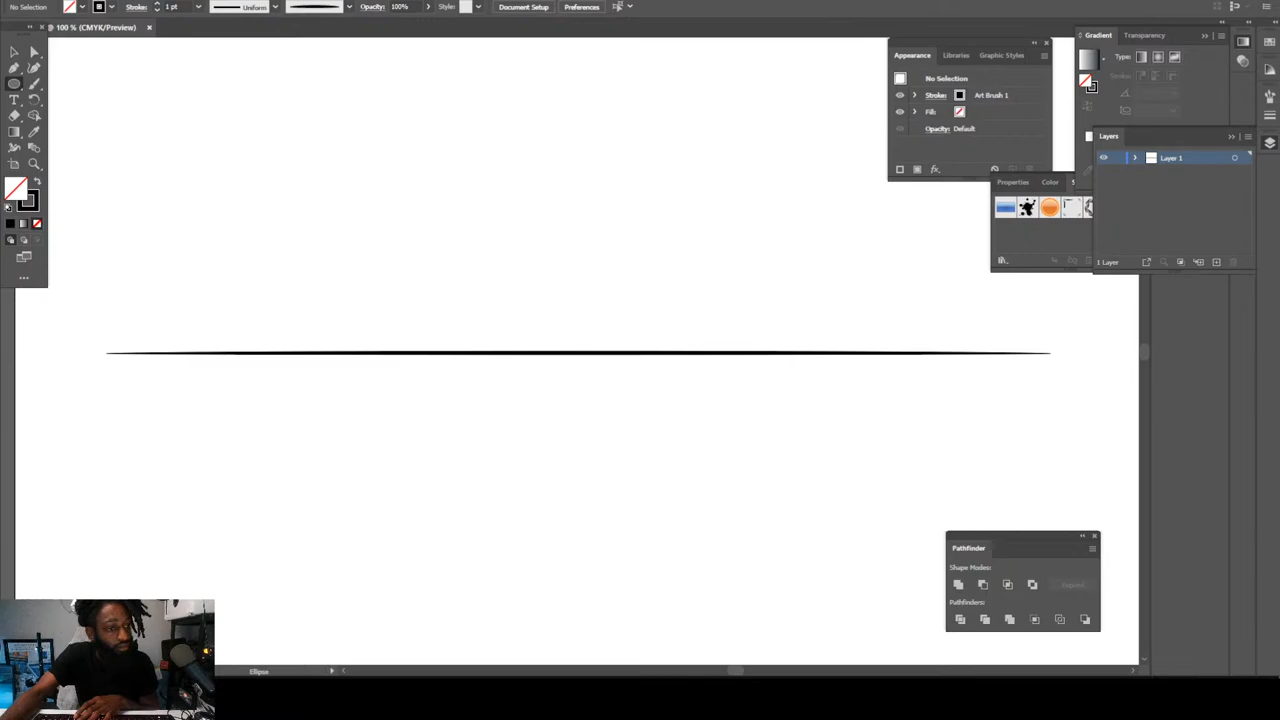 No Selection Stroke: 1 pt Uniform Opacity: 100% Style: Document Setup Preferences
100 % (CMYK/Preview)
Appearance Libraries Graphic Styles
No Selection
Stroke: Art Brush 1
Fill:
Opacity: Default
Gradient Transparency
Type:
Stroke:
Layers
Layer 1
1 Layer
Properties Color S
Pathfinder
Shape Modes:
Expand
Pathfinders:
Ellipse